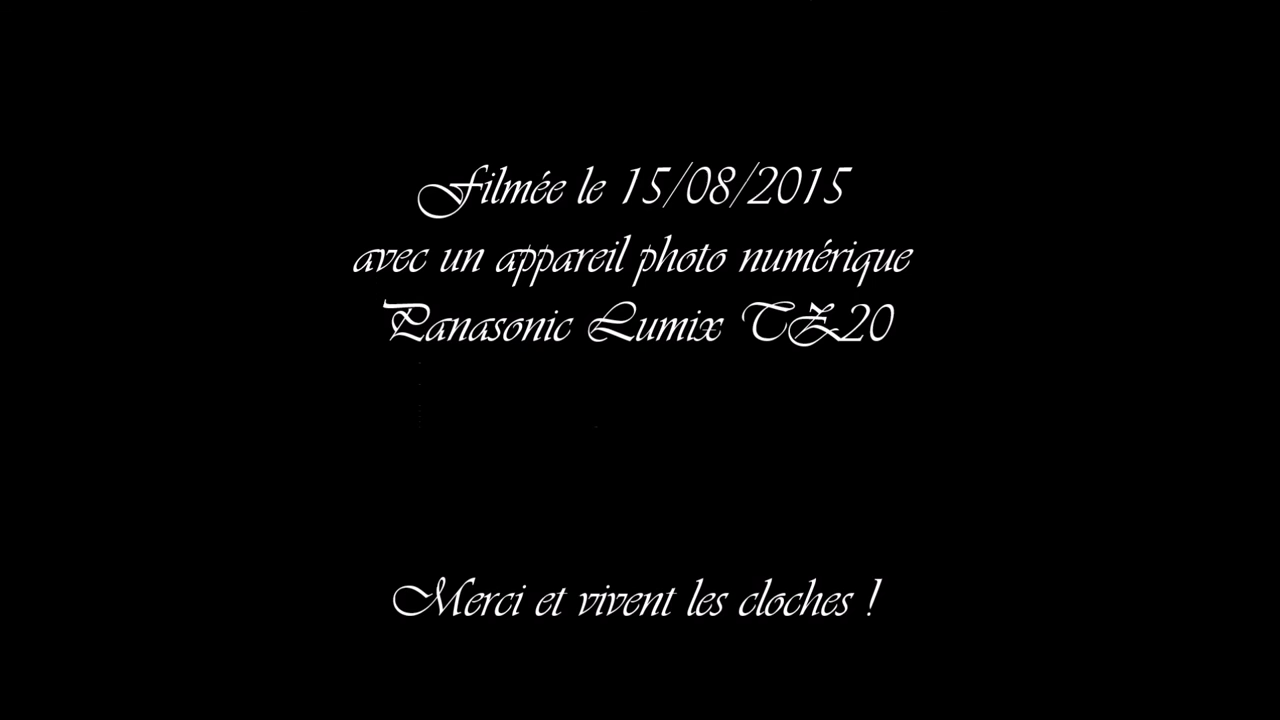 Filmée le 15/08/2015
avec un appareil photo numérique
Panasonic Lumix TZ20
Merci et vivent les cloches !